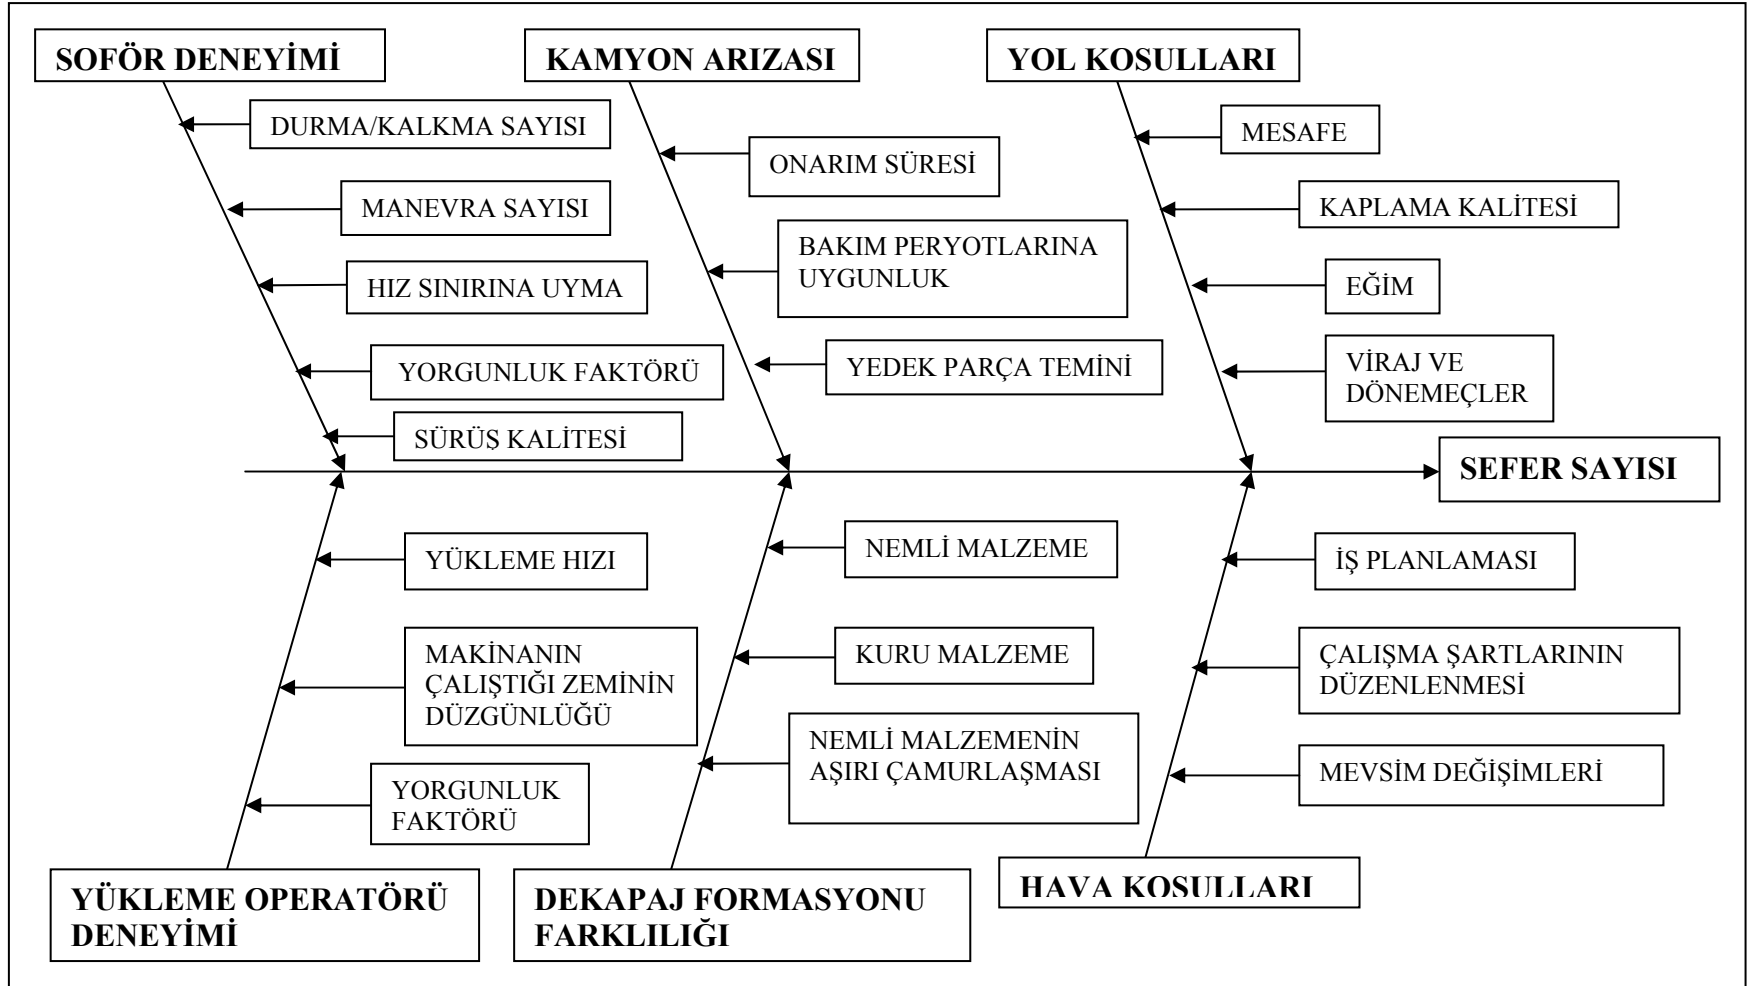 SOFÖR DENEYİMİ
KAMYON ARIZASI
YOL KOSULLARI
DURMA/KALKMA SAYISI
MANEVRA SAYISI
HIZ SINIRINA UYMA
YORGUNLUK FAKTÖRÜ
SÜRÜŞ KALİTESİ
ONARIM SÜRESİ
BAKIM PERYOTLARINA
UYGUNLUK
YEDEK PARÇA TEMİNİ
MESAFE
KAPLAMA KALİTESİ
EĞİM
VİRAJ VE
DÖNEMEÇLER
SEFER SAYISI
YÜKLEME HIZI
MAKİNANIN
ÇALIŞTIĞI ZEMİNİN
DÜZGÜNLÜĞÜ
YORGUNLUK
FAKTÖRÜ
NEMLİ MALZEME
KURU MALZEME
NEMLİ MALZEMENİN
AŞIRI ÇAMURLAŞMASI
İŞ PLANLAMASI
ÇALIŞMA ŞARTLARININ
DÜZENLENMESİ
MEVSİM DEĞİŞİMLERİ
YÜKLEME OPERATÖRÜ
DENEYİMİ
DEKAPAJ FORMASYONU
FARKLILIĞI
HAVA KOSULLARI